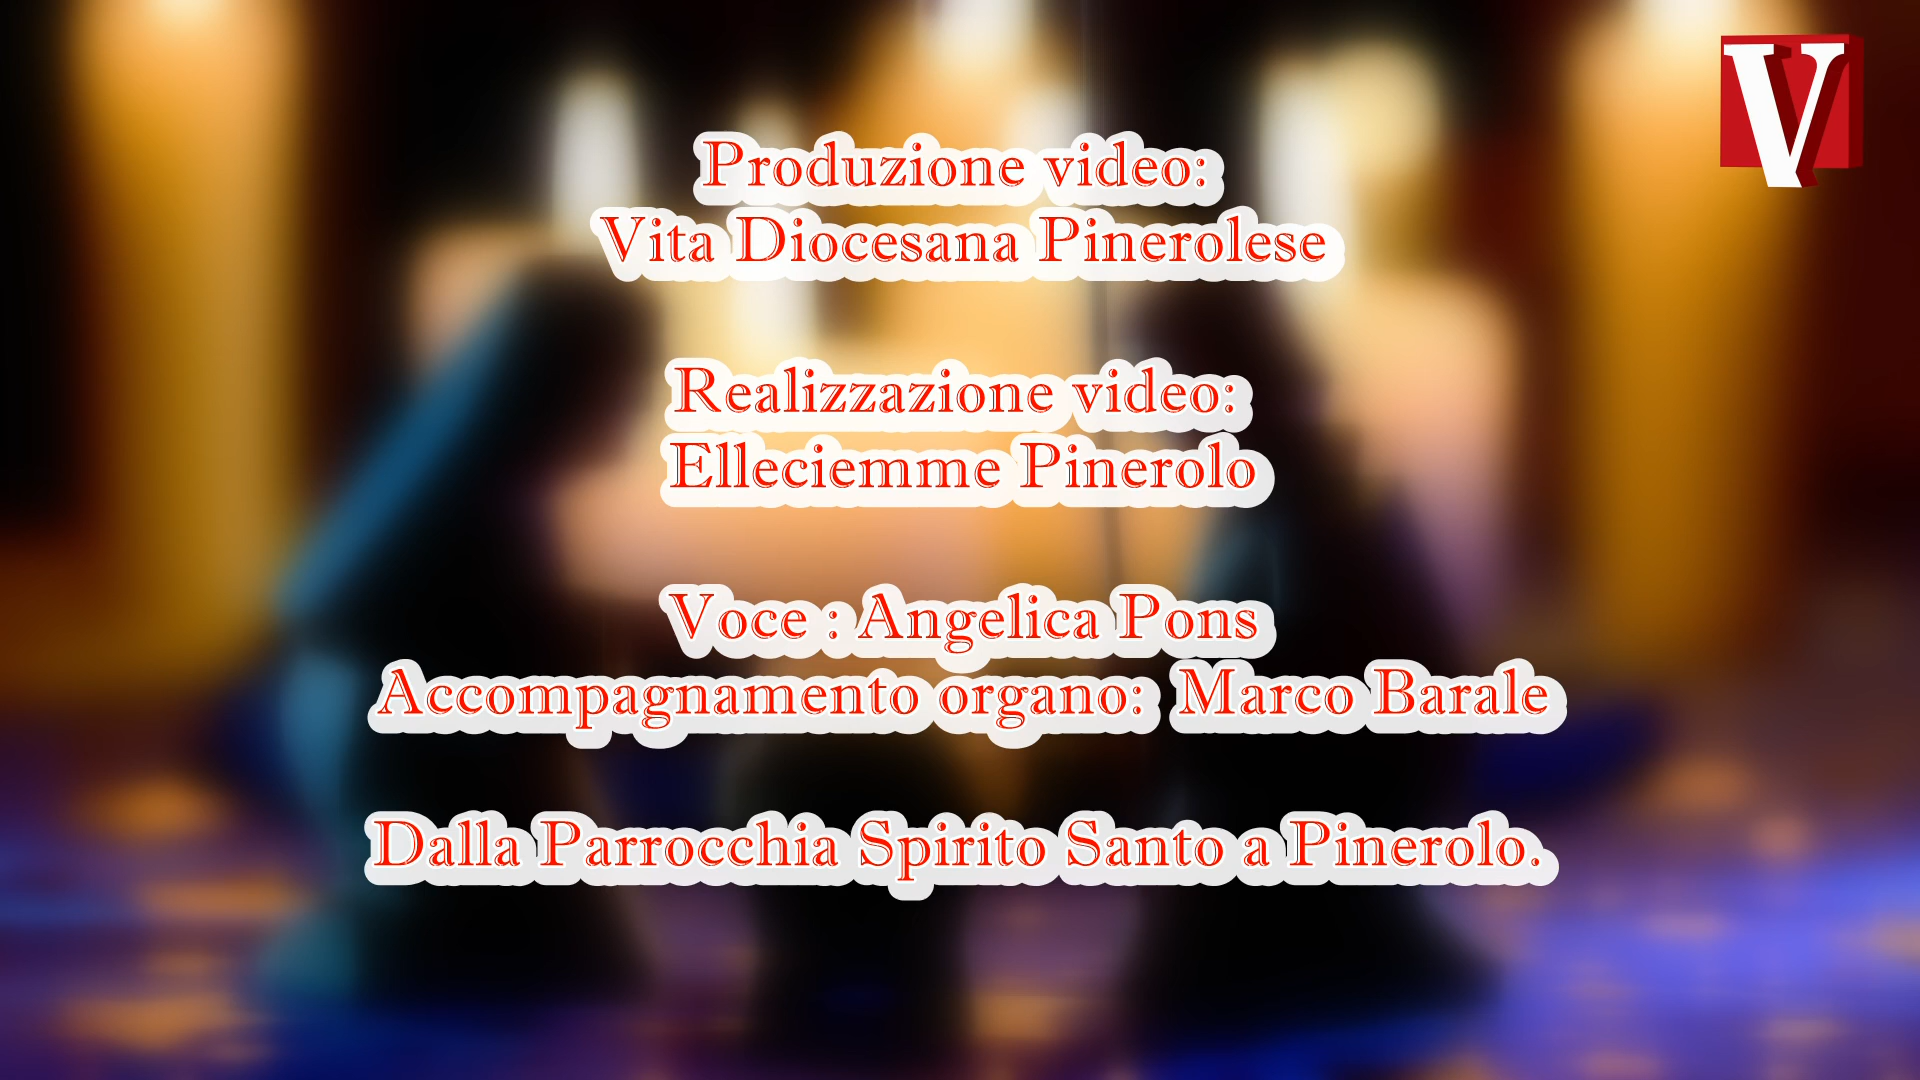 V
Produzione video:
Vita Diocesana Pinerolese
Realizzazione video:
Elleciemme Pinerolo
Voce : Angelica Pons
Accompagnamento organo: Marco Barale
Dalla Parrocchia Spirito Santo a Pinerolo.